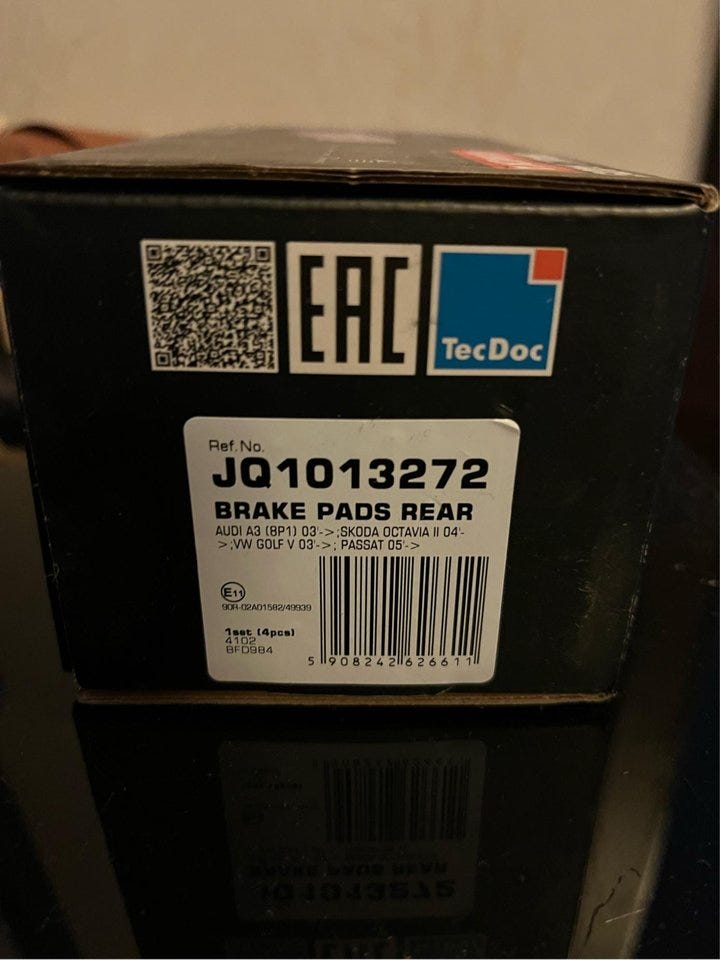 EAC
TecDoc
Ref.No.
JQ1013272
BRAKE PADS REAR
AUDI A3 (8P1) 03'->;SKODA OCTAVIA II 04'-
>;VW GOLF V 03'->; PASSAT 05'->
E11
90R-02A01582/49939
1set (4pcs)
4102
BFD984
5 908242 626611